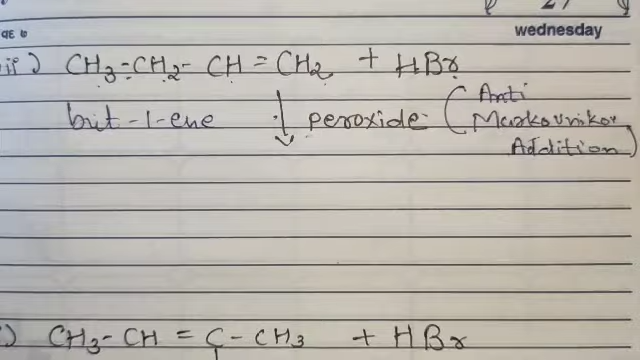 wednesday
ii) CH3-CH2-CH=CH2 + HBr
but-1-ene ↓ peroxide (Anti
Markovnikov
Addition)
CH3-CH=C-CH3 + HBr